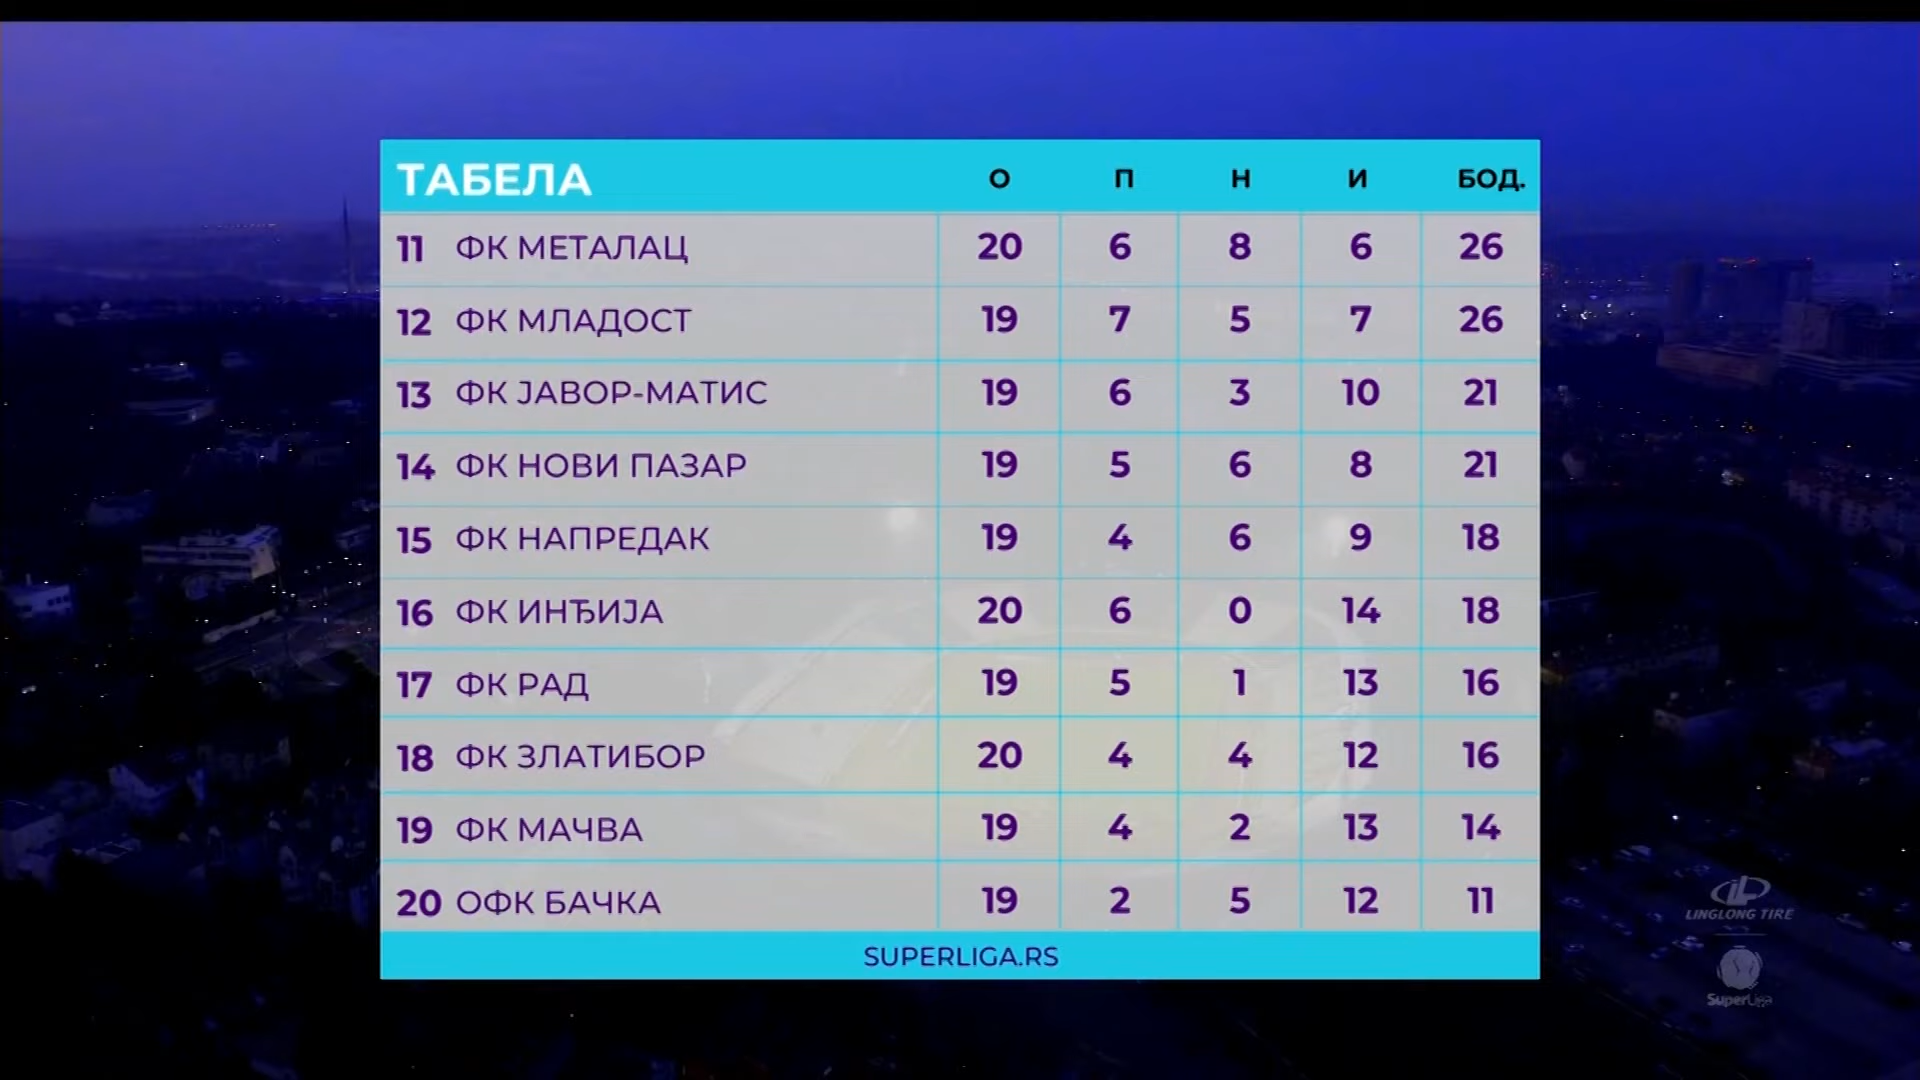 ТАБЕЛА О П Н И БОД.
11 ФК МЕТАЛАЦ 20 6 8 6 26
12 ФК МЛАДОСТ 19 7 5 7 26
13 ФК ЈАВОР-МАТИС 19 6 3 10 21
14 ФК НОВИ ПАЗАР 19 5 6 8 21
15 ФК НАПРЕДАК 19 4 6 9 18
16 ФК ИНЂИЈА 20 6 0 14 18
17 ФК РАД 19 5 1 13 16
18 ФК ЗЛАТИБОР 20 4 4 12 16
19 ФК МАЧВА 19 4 2 13 14
20 ОФК БАЧКА 19 2 5 12 11
SUPERLIGA.RS
LINGLONG TIRE
SuperLiga